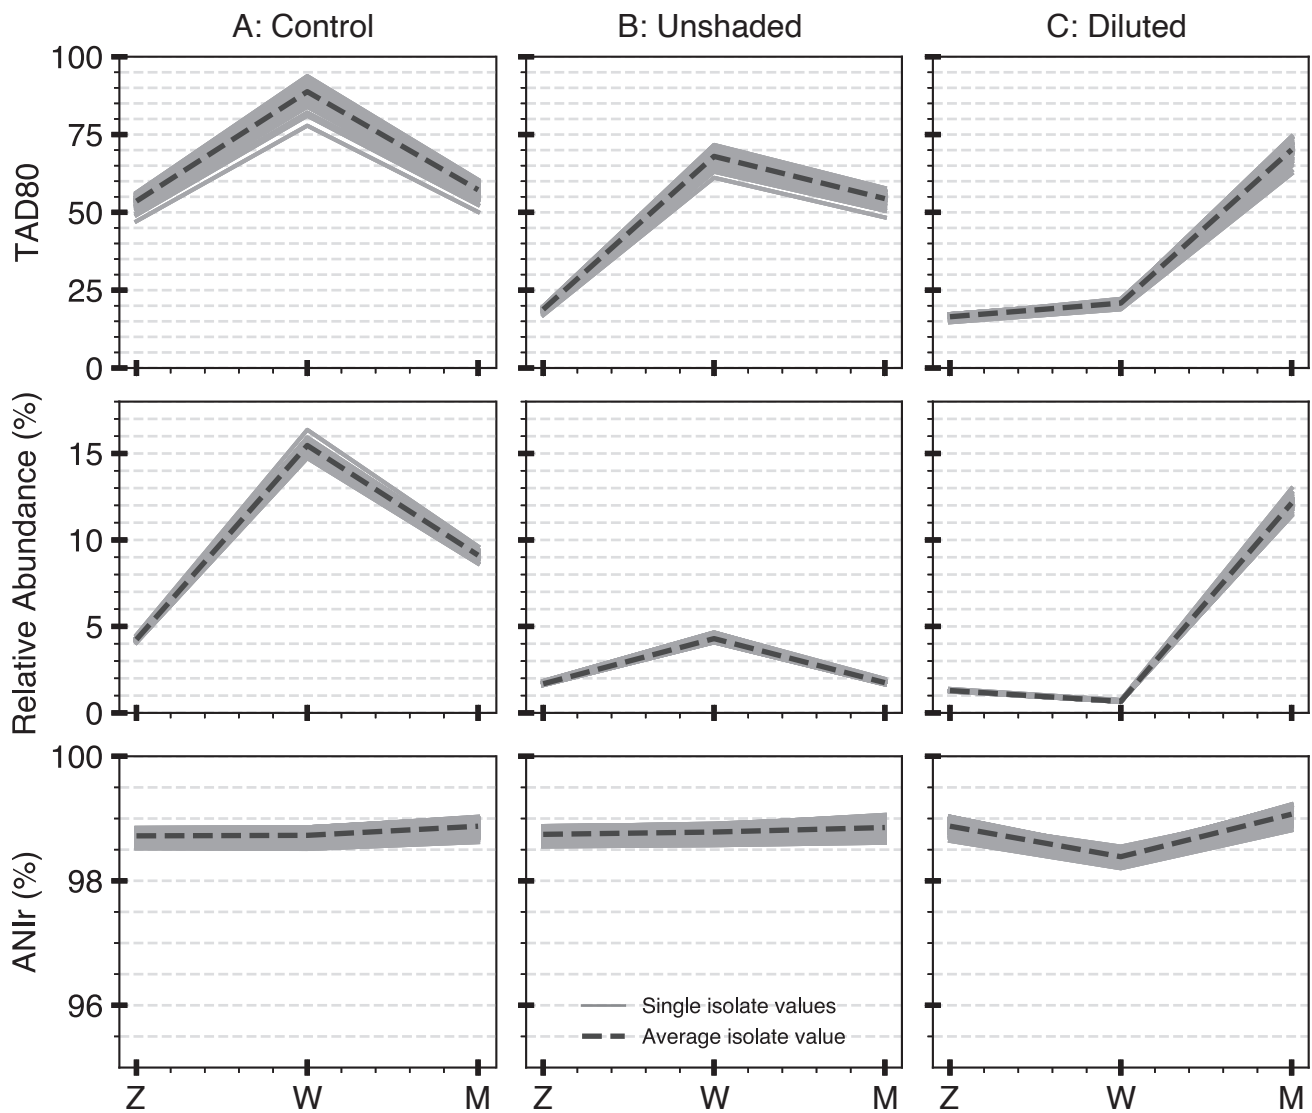 A: Control B: Unshaded C: Diluted
TAD80
100
75
50
25
0
Relative Abundance (%)
15
10
5
0
ANIr (%)
100
98
96
Single isolate values
Average isolate value
Z W M Z W M Z W M